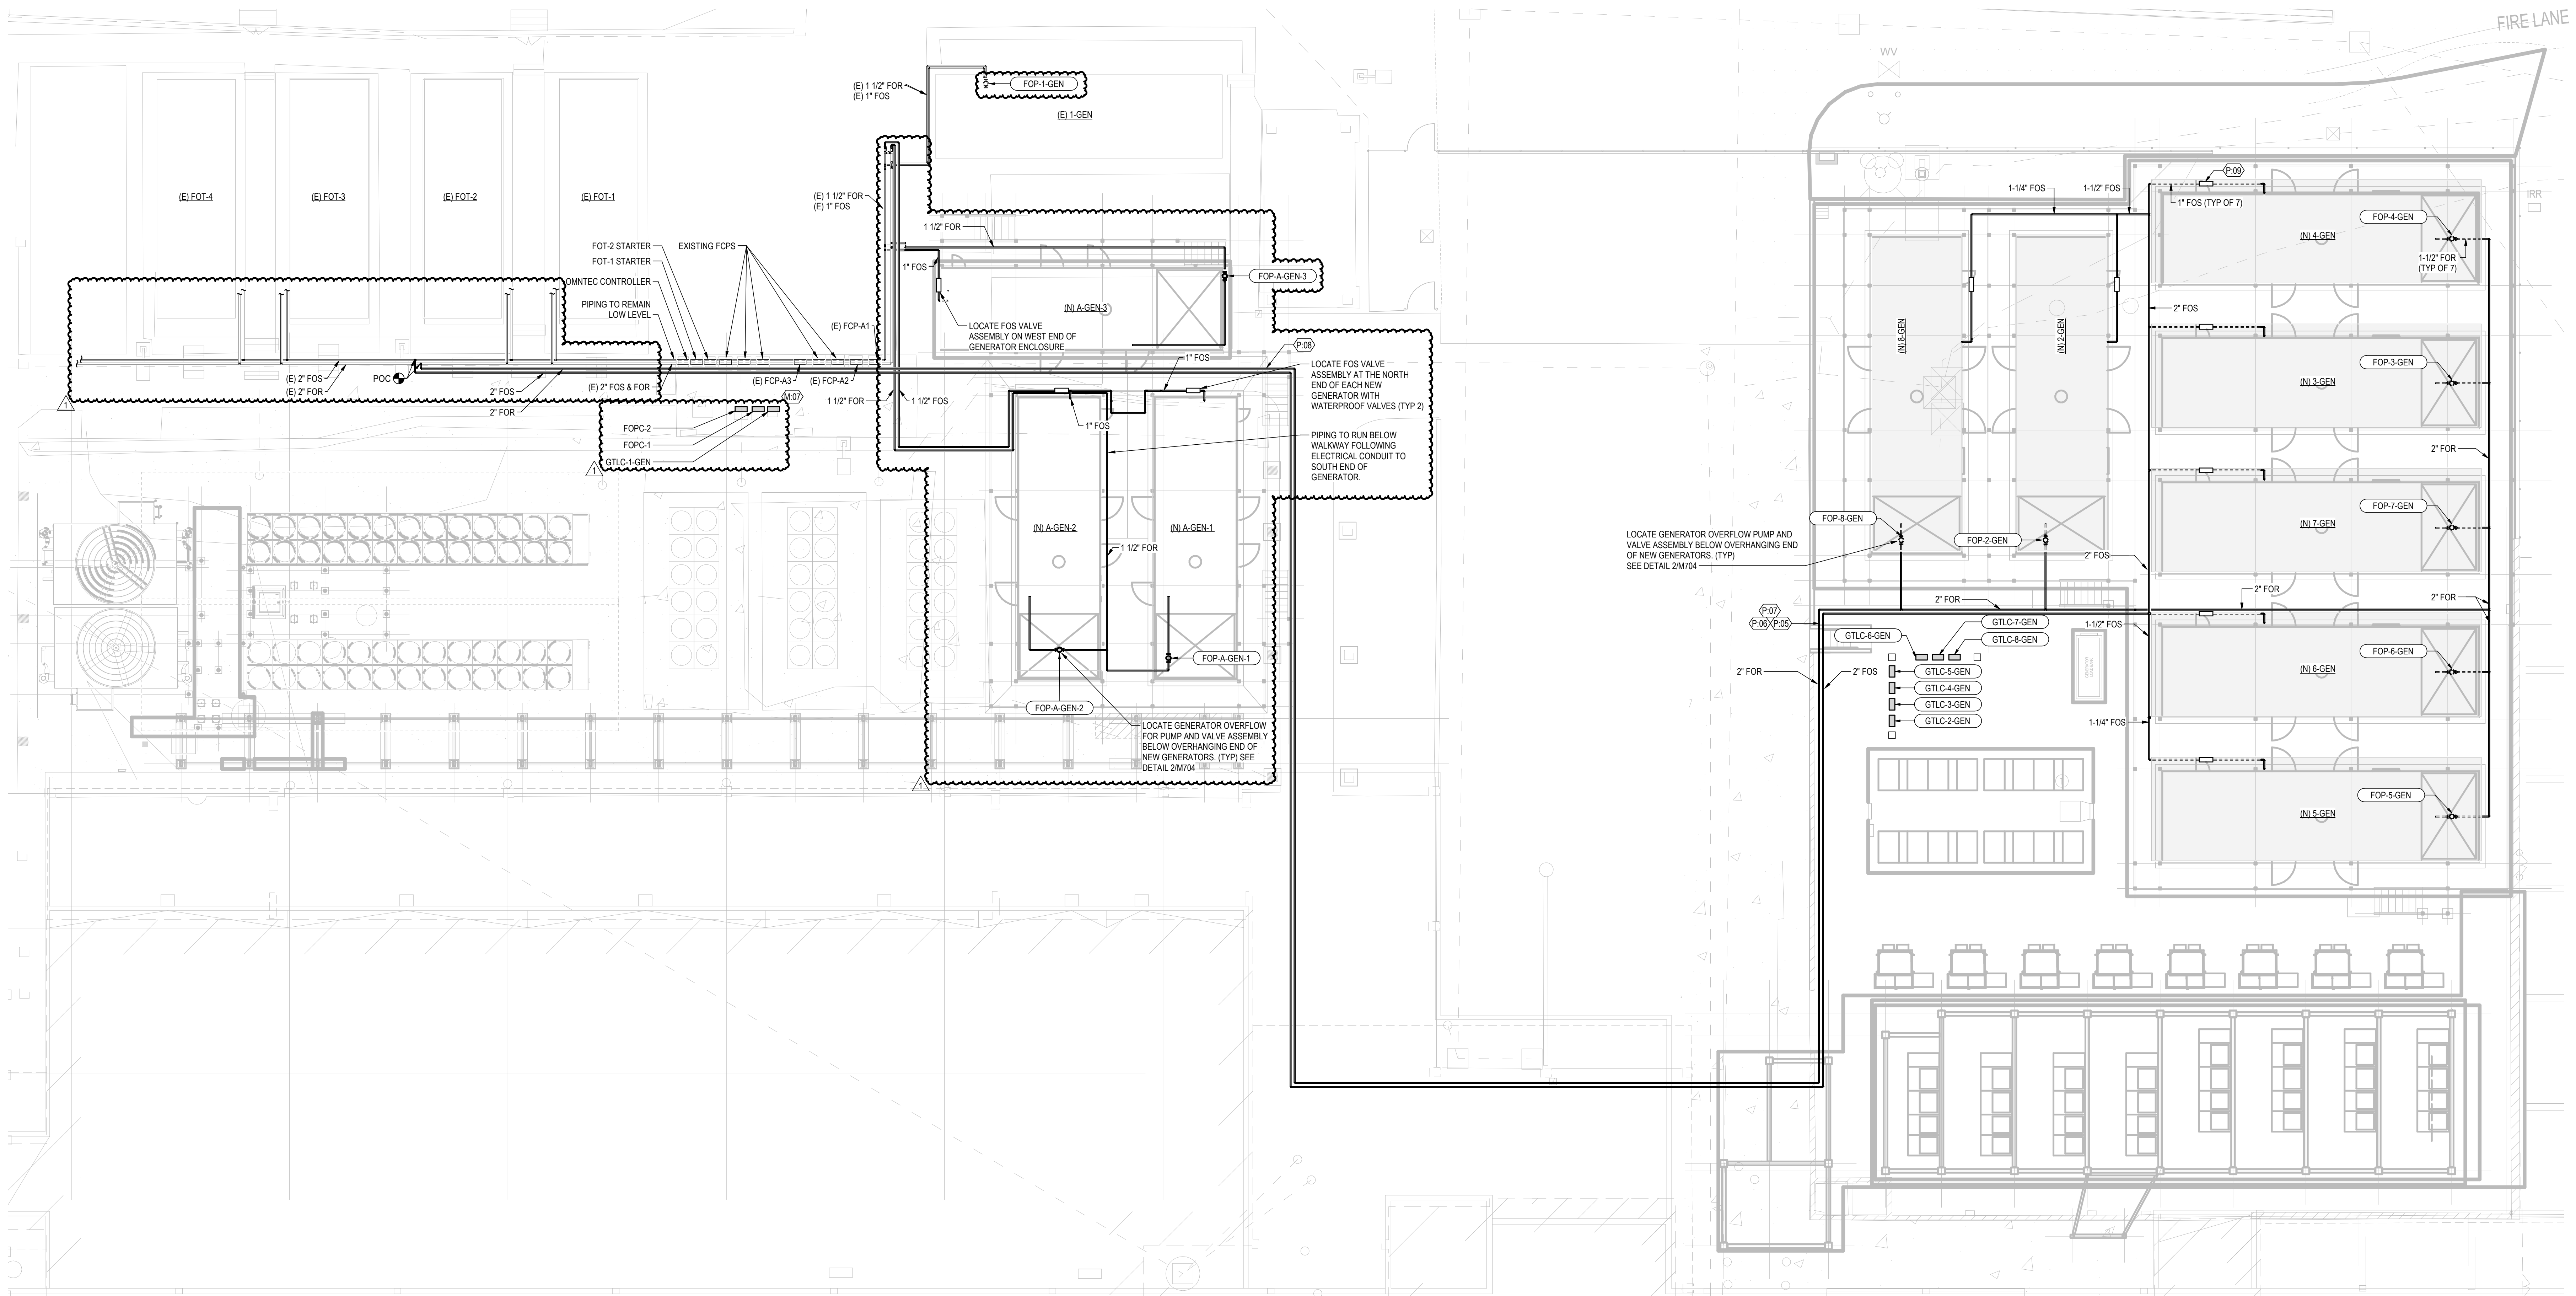 FIRE LANE
WV
IRR
(E) 1 1/2" FOR
(E) 1" FOS
FOP-1-GEN
(E) 1-GEN
(E) FOT-4
(E) FOT-3
(E) FOT-2
(E) FOT-1
(E) 1 1/2" FOR
(E) 1" FOS
1 1/2" FOR
FOT-2 STARTER
EXISTING FCPS
FOT-1 STARTER
OMNTEC CONTROLLER
PIPING TO REMAIN
LOW LEVEL
1" FOS
FOP-A-GEN-3
(N) A-GEN-3
(E) FCP-A1
LOCATE FOS VALVE
ASSEMBLY ON WEST END OF
GENERATOR ENCLOSURE
P:08
1" FOS
LOCATE FOS VALVE
ASSEMBLY AT THE NORTH
END OF EACH NEW
GENERATOR WITH
WATERPROOF VALVES (TYP 2)
(E) 2" FOS
(E) 2" FOR
POC
2" FOS
2" FOR
(E) 2" FOS & FOR
(E) FCP-A3
(E) FCP-A2
M:07
1 1/2" FOR
1 1/2" FOS
1
FOPC-2
FOPC-1
GTLC-1-GEN
1
1" FOS
PIPING TO RUN BELOW
WALKWAY FOLLOWING
ELECTRICAL CONDUIT TO
SOUTH END OF
GENERATOR.
(N) A-GEN-2
(N) A-GEN-1
1 1/2" FOR
FOP-A-GEN-1
FOP-A-GEN-2
LOCATE GENERATOR OVERFLOW
FOR PUMP AND VALVE ASSEMBLY
BELOW OVERHANGING END OF
NEW GENERATORS. (TYP) SEE
DETAIL 2/M704
1
P:09
1-1/4" FOS
1-1/2" FOS
1" FOS (TYP OF 7)
FOP-4-GEN
(N) 4-GEN
1-1/2" FOR
(TYP OF 7)
2" FOS
(N) 8-GEN
(N) 2-GEN
FOP-3-GEN
(N) 3-GEN
2" FOR
FOP-7-GEN
(N) 7-GEN
FOP-8-GEN
FOP-2-GEN
LOCATE GENERATOR OVERFLOW PUMP AND
VALVE ASSEMBLY BELOW OVERHANGING END
OF NEW GENERATORS. (TYP)
SEE DETAIL 2/M704
2" FOS
2" FOR
2" FOR
2" FOR
P:07
P:06 P:05
1-1/2" FOS
GTLC-7-GEN
GTLC-6-GEN
GTLC-8-GEN
FOP-6-GEN
(N) 6-GEN
2" FOR
2" FOS
GTLC-5-GEN
GTLC-4-GEN
GTLC-3-GEN
GTLC-2-GEN
1-1/4" FOS
FOP-5-GEN
(N) 5-GEN